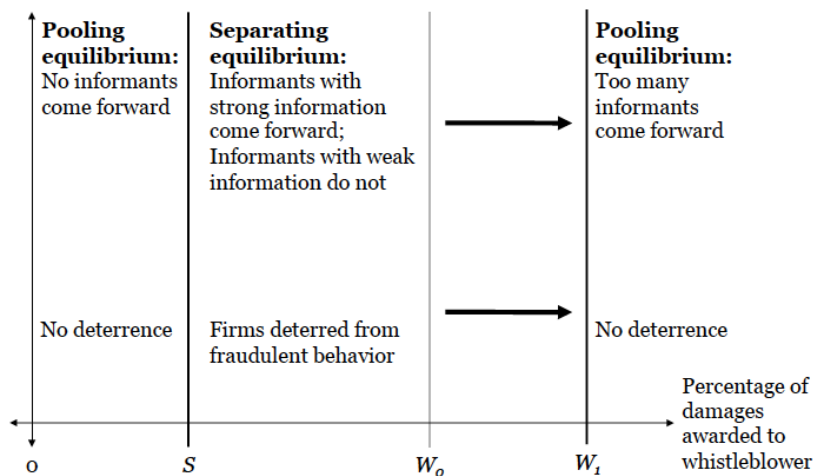 Pooling
equilibrium:
No informants
come forward
Separating
equilibrium:
Informants with
strong information
come forward;
Informants with weak
information do not
Pooling
equilibrium:
Too many
informants
come forward
No deterrence
Firms deterred from
fraudulent behavior
No deterrence
Percentage of
damages
awarded to
whistleblower
0
S
W₀
W₁